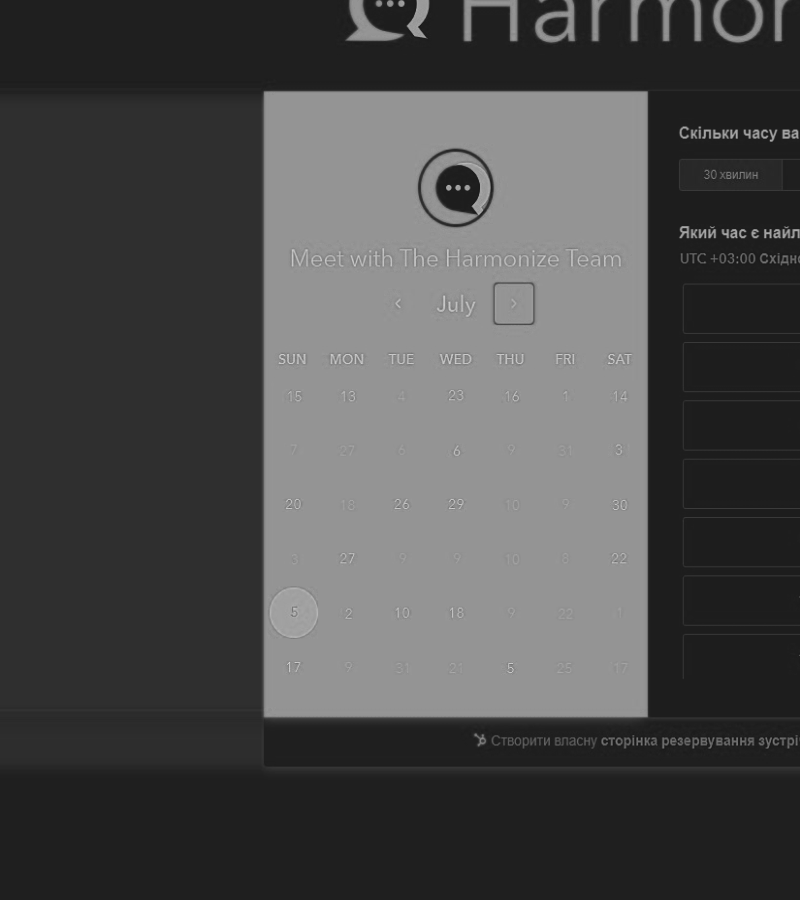 Harmon
Meet with The Harmonize Team
July
SUN MON TUE WED THU FRI SAT
15 13 4 23 16 1 14
7 27 6 6 9 31 3
20 18 26 29 10 9 30
3 27 9 9 10 8 22
5 2 10 18 9 22
17 9 31 21 5 25 17
Скільки часу ва
30 хвилин
Який час є найл
UTC +03:00 Східно
Створити власну сторінка резервування зустрі